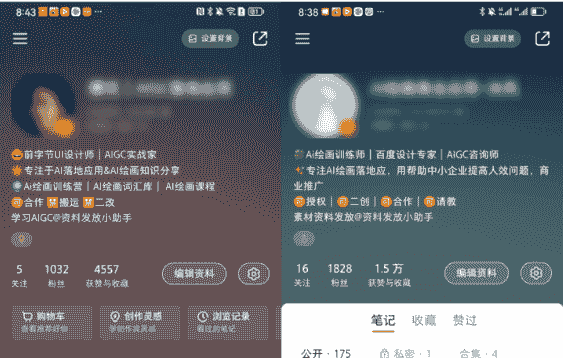 8:43
设置背景
前字节UI设计师｜AIGC实战家
专注于AI落地应用&AI绘画知识分享
Ai绘画训练营｜AI绘画词汇库｜ AI绘画课程
合作 搬运 二改
学习AIGC@资料发放小助手
5 1032 4557
关注 粉丝 获赞与收藏
编辑资料
购物车 创作灵感 浏览记录
查看推荐好物 学创作找灵感 看过的笔记
8:38
设置背景
Ai绘画训练师｜百度设计专家｜AIGC咨询师
专注AI绘画落地应，用帮助中小企业提高人效问题，商
业推广
授权｜ 二创｜ 合作｜ 请教
素材资料发放@资料发放小助手
16 1828 1.5 万
关注 粉丝 获赞与收藏
编辑资料
笔记 收藏 赞过
公开 · 175 私密 · 1 合集 · 4